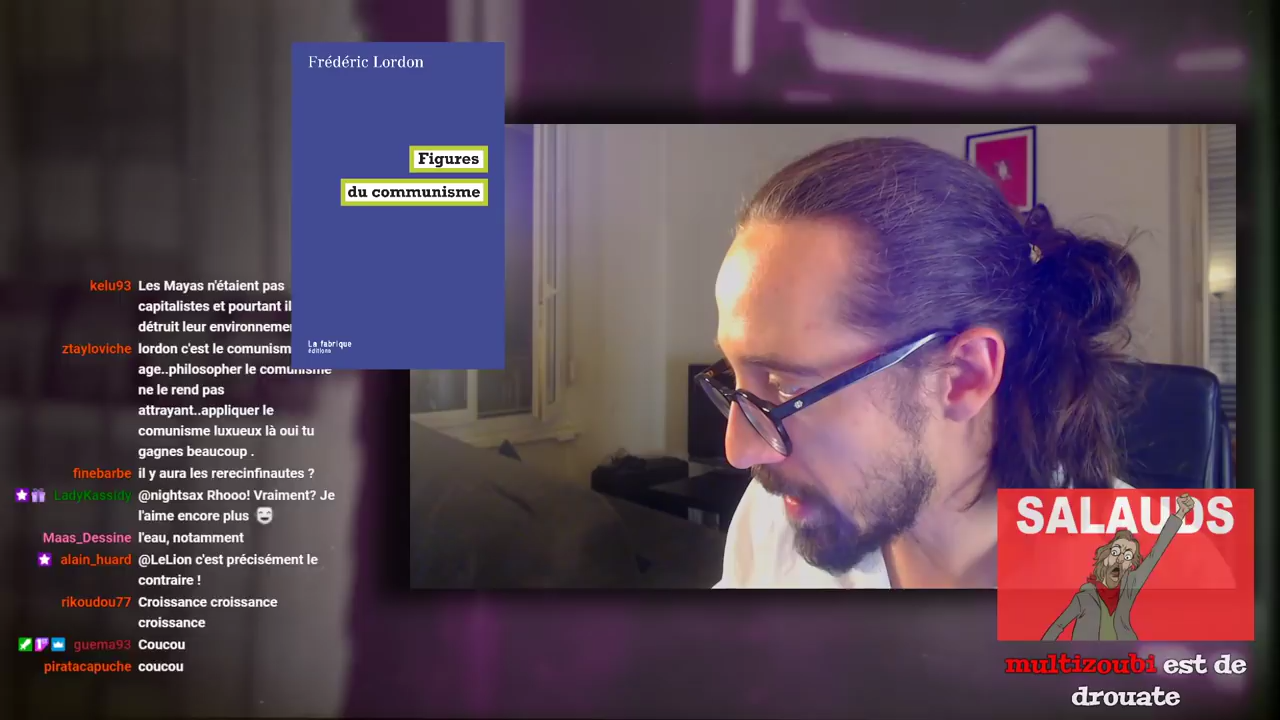 Frédéric Lordon
Figures
du communisme
La fabrique
éditions
kelu93 Les Mayas n'étaient pas
capitalistes et pourtant il
détruit leur environneme
ztayloviche lordon c'est le comunism
age..philosopher le comunisme
ne le rend pas
attrayant..appliquer le
comunisme luxueux là oui tu
gagnes beaucoup .
finebarbe il y aura les rerecinfinautes ?
LadyKassidy @nightsax Rhooo! Vraiment? Je
l'aime encore plus
Maas_Dessine l'eau, notamment
alain_huard @LeLion c'est précisément le
contraire !
rikoudou77 Croissance croissance
croissance
guema93 Coucou
piratacapuche coucou
SALAUDS
multizoubi est de
drouate